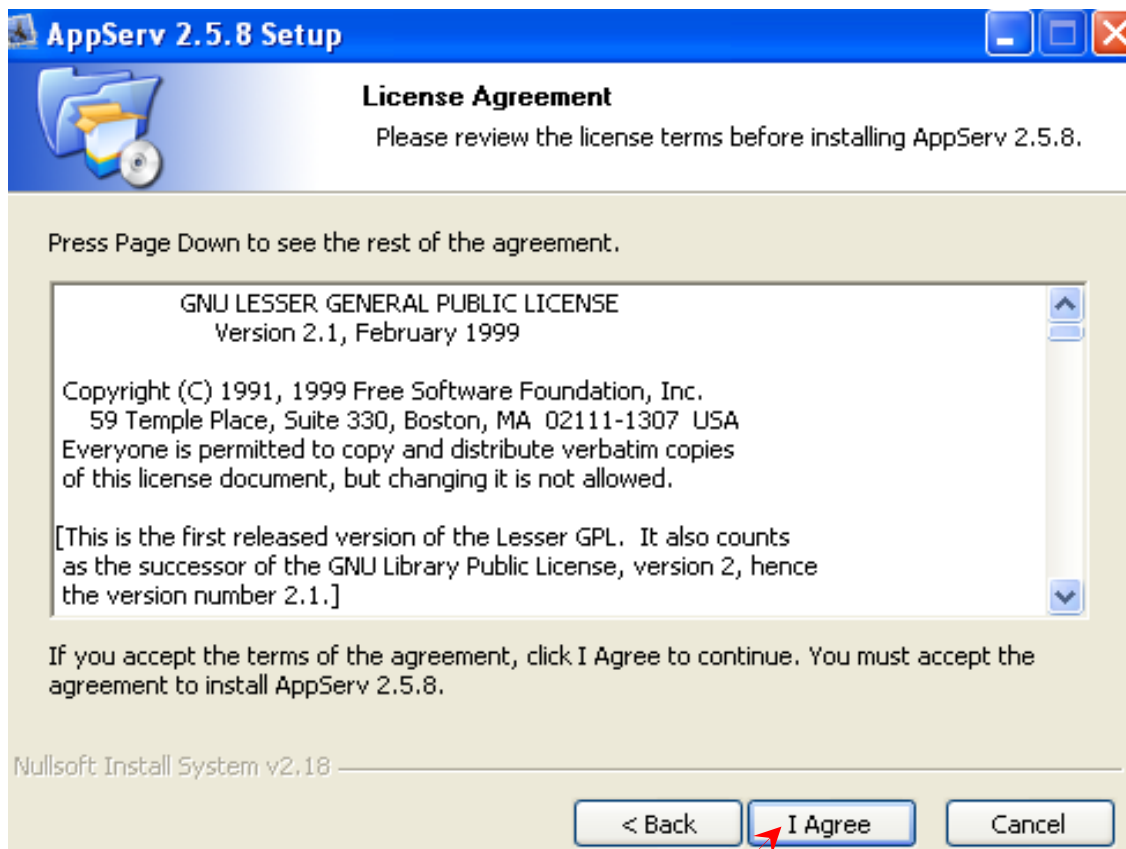 AppServ 2.5.8 Setup
License Agreement
Please review the license terms before installing AppServ 2.5.8.
Press Page Down to see the rest of the agreement.
GNU LESSER GENERAL PUBLIC LICENSE
Version 2.1, February 1999
Copyright (C) 1991, 1999 Free Software Foundation, Inc.
59 Temple Place, Suite 330, Boston, MA  02111-1307  USA
Everyone is permitted to copy and distribute verbatim copies
of this license document, but changing it is not allowed.
[This is the first released version of the Lesser GPL.  It also counts
as the successor of the GNU Library Public License, version 2, hence
the version number 2.1.]
If you accept the terms of the agreement, click I Agree to continue. You must accept the
agreement to install AppServ 2.5.8.
Nullsoft Install System v2.18
< Back I Agree Cancel